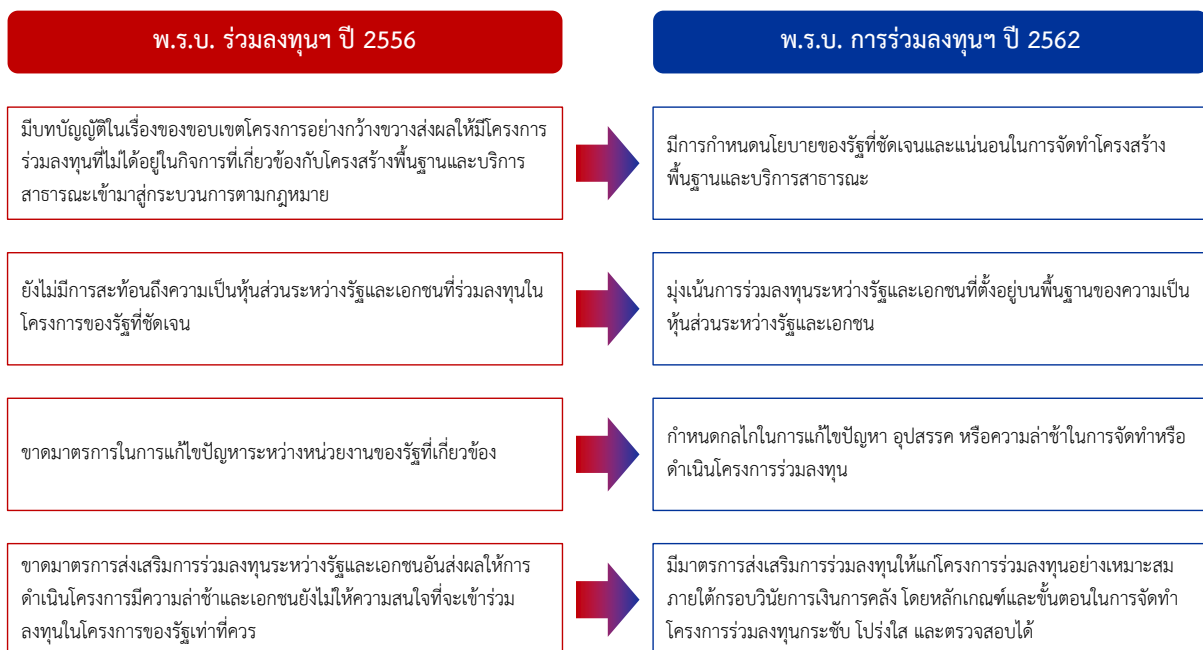 พ.ร.บ. ร่วมลงทุนฯ ปี 2556
พ.ร.บ. การร่วมลงทุนฯ ปี 2562
มีบทบัญญัติในเรื่องของขอบเขตโครงการอย่างกว้างขวางส่งผลให้มีโครงการ
ร่วมลงทุนที่ไม่ได้อยู่ในกิจการที่เกี่ยวข้องกับโครงสร้างพื้นฐานและบริการ
สาธารณะเข้ามาสู่กระบวนการตามกฎหมาย
มีการกำหนดนโยบายของรัฐที่ชัดเจนและแน่นอนในการจัดทำโครงสร้าง
พื้นฐานและบริการสาธารณะ
ยังไม่มีการสะท้อนถึงความเป็นหุ้นส่วนระหว่างรัฐและเอกชนที่ร่วมลงทุนใน
โครงการของรัฐที่ชัดเจน
มุ่งเน้นการร่วมลงทุนระหว่างรัฐและเอกชนที่ตั้งอยู่บนพื้นฐานของความเป็น
หุ้นส่วนระหว่างรัฐและเอกชน
ขาดมาตรการในการแก้ไขปัญหาระหว่างหน่วยงานของรัฐที่เกี่ยวข้อง
กำหนดกลไกในการแก้ไขปัญหา อุปสรรค หรือความล่าช้าในการจัดทำหรือ
ดำเนินโครงการร่วมลงทุน
ขาดมาตรการส่งเสริมการร่วมลงทุนระหว่างรัฐและเอกชนอันส่งผลให้การ
ดำเนินโครงการมีความล่าช้าและเอกชนยังไม่ให้ความสนใจที่จะเข้าร่วม
ลงทุนในโครงการของรัฐเท่าที่ควร
มีมาตรการส่งเสริมการร่วมลงทุนให้แก่โครงการร่วมลงทุนอย่างเหมาะสม
ภายใต้กรอบวินัยการเงินการคลัง โดยหลักเกณฑ์และขั้นตอนในการจัดทำ
โครงการร่วมลงทุนกระชับ โปร่งใส และตรวจสอบได้